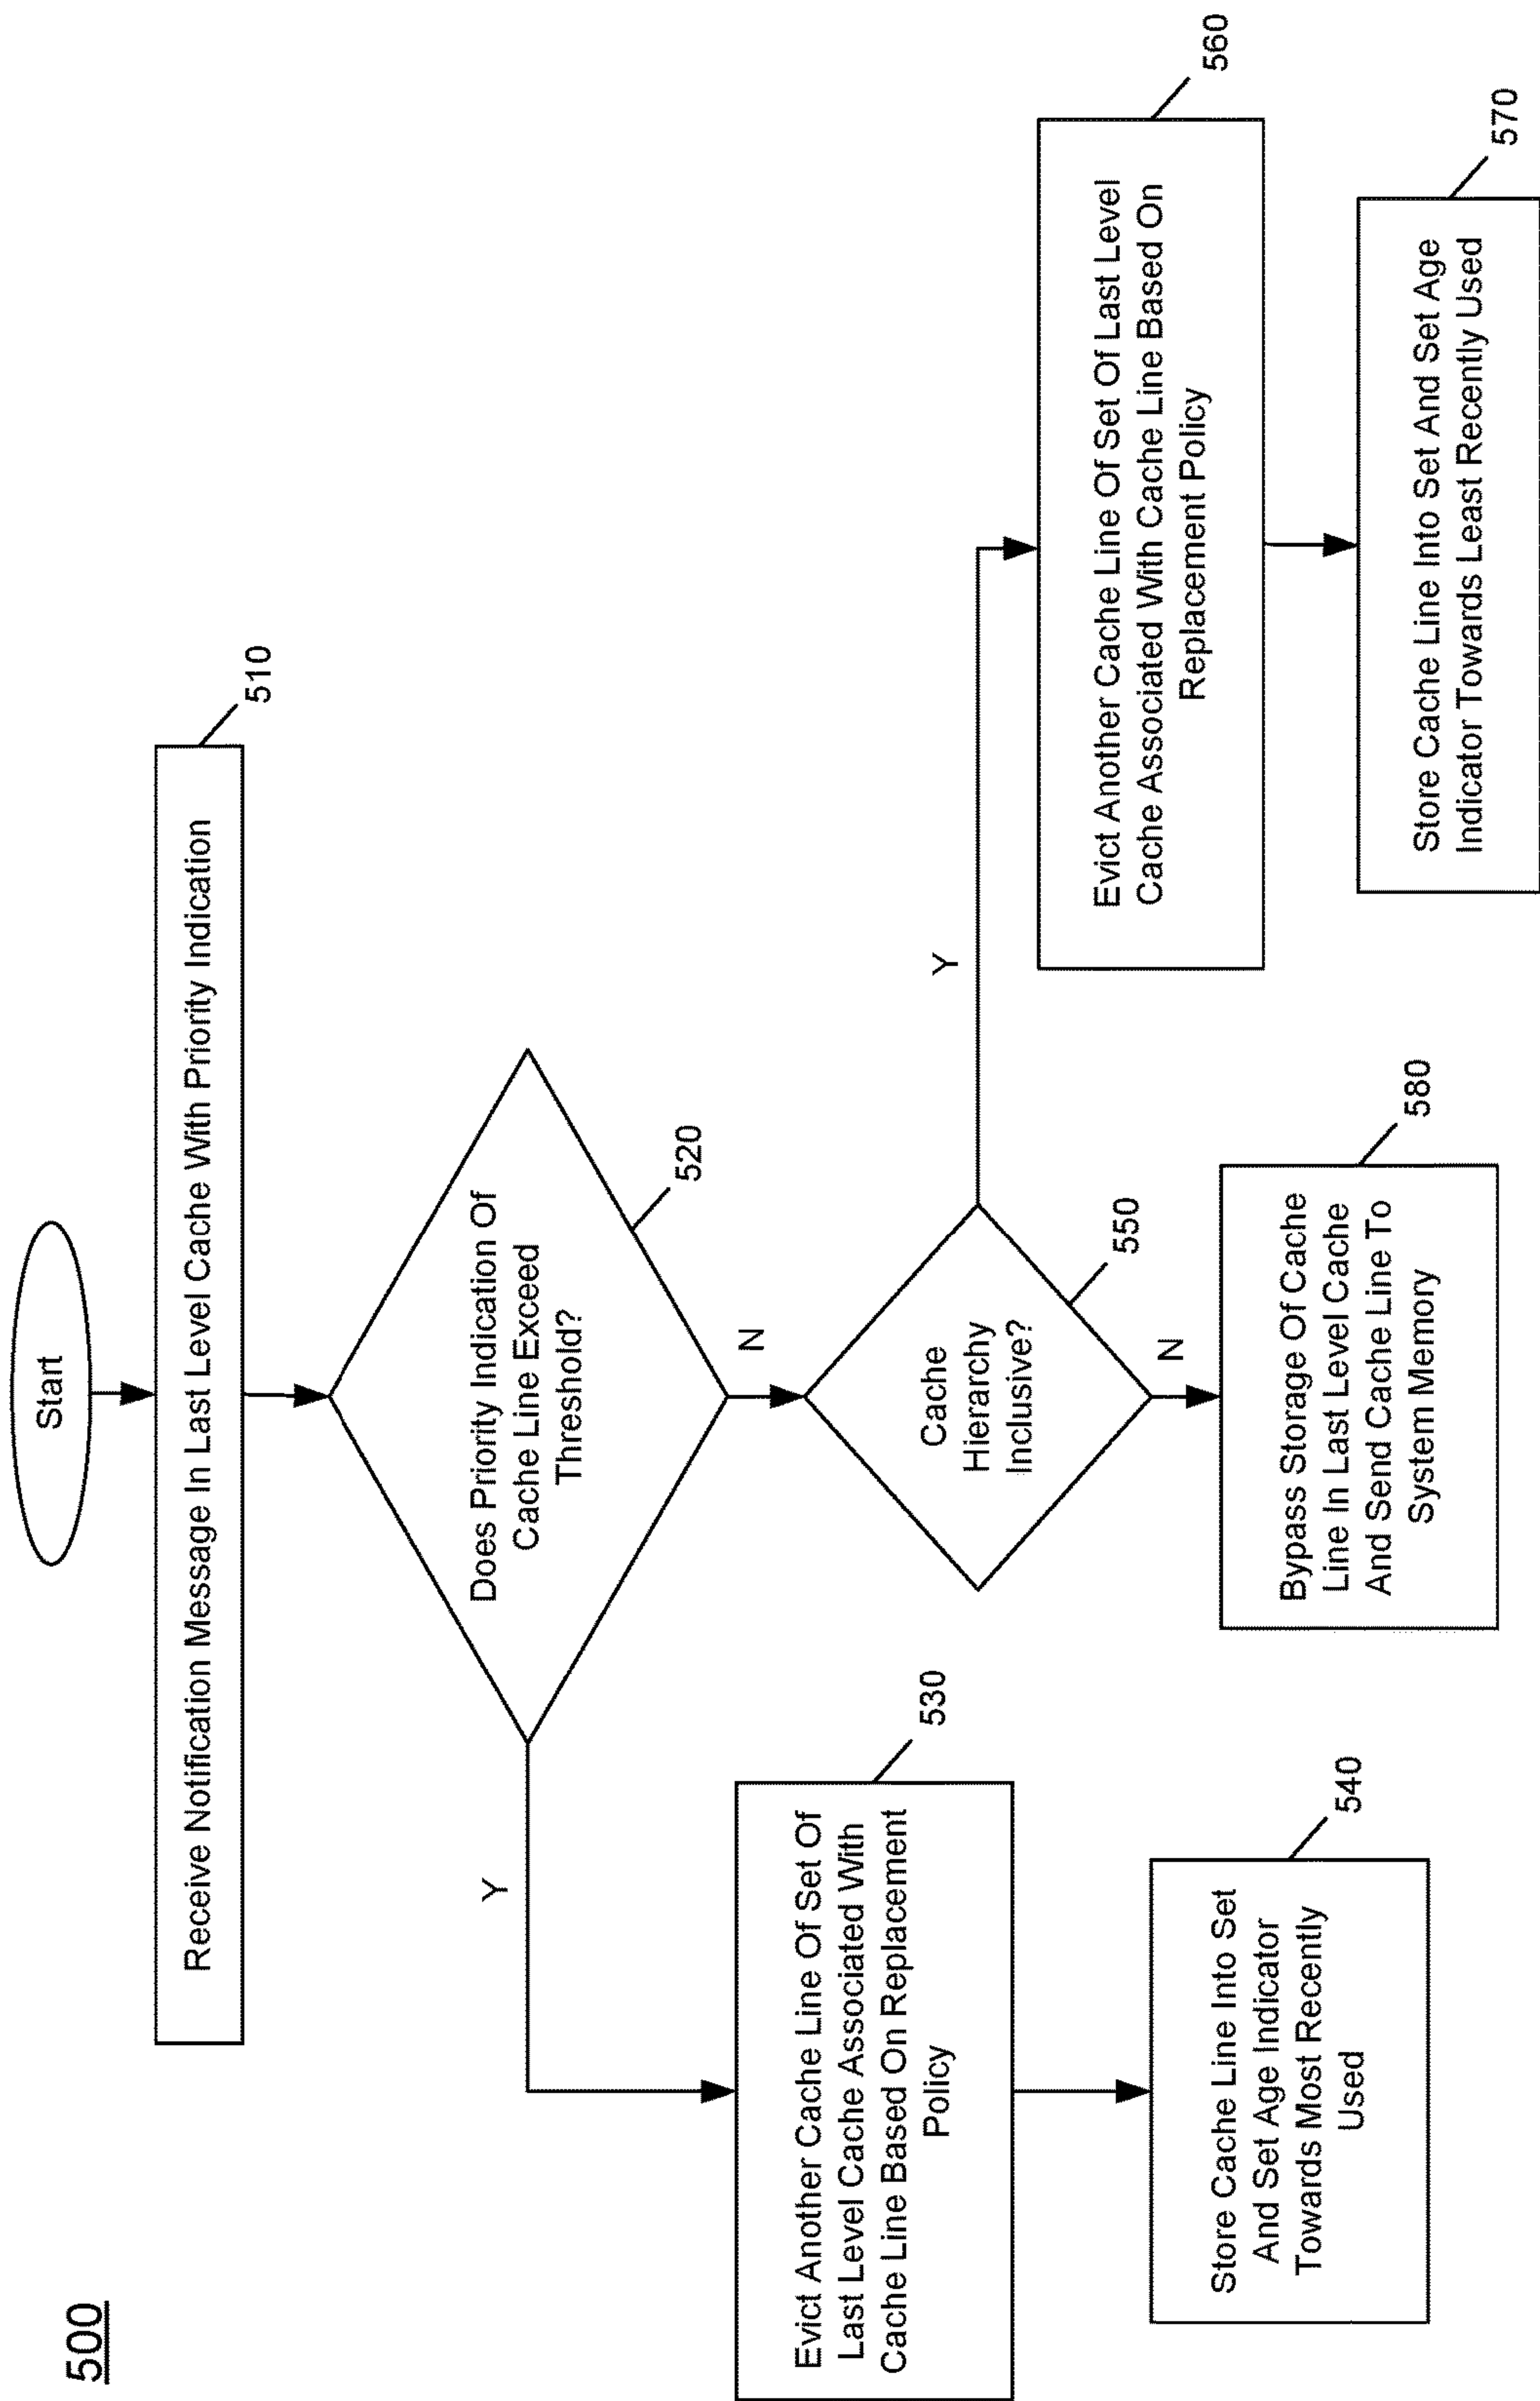 500
Start
Receive Notification Message In Last Level Cache With Priority Indication
510
Does Priority Indication Of
Cache Line Exceed
Threshold?
520
Y
N
Evict Another Cache Line Of Set Of
Last Level Cache Associated With
Cache Line Based On Replacement
Policy
530
Store Cache Line Into Set
And Set Age Indicator
Towards Most Recently
Used
540
Cache
Hierarchy
Inclusive?
550
Y
N
Evict Another Cache Line Of Set Of Last Level
Cache Associated With Cache Line Based On
Replacement Policy
560
Store Cache Line Into Set And Set Age
Indicator Towards Least Recently Used
570
Bypass Storage Of Cache
Line In Last Level Cache
And Send Cache Line To
System Memory
580